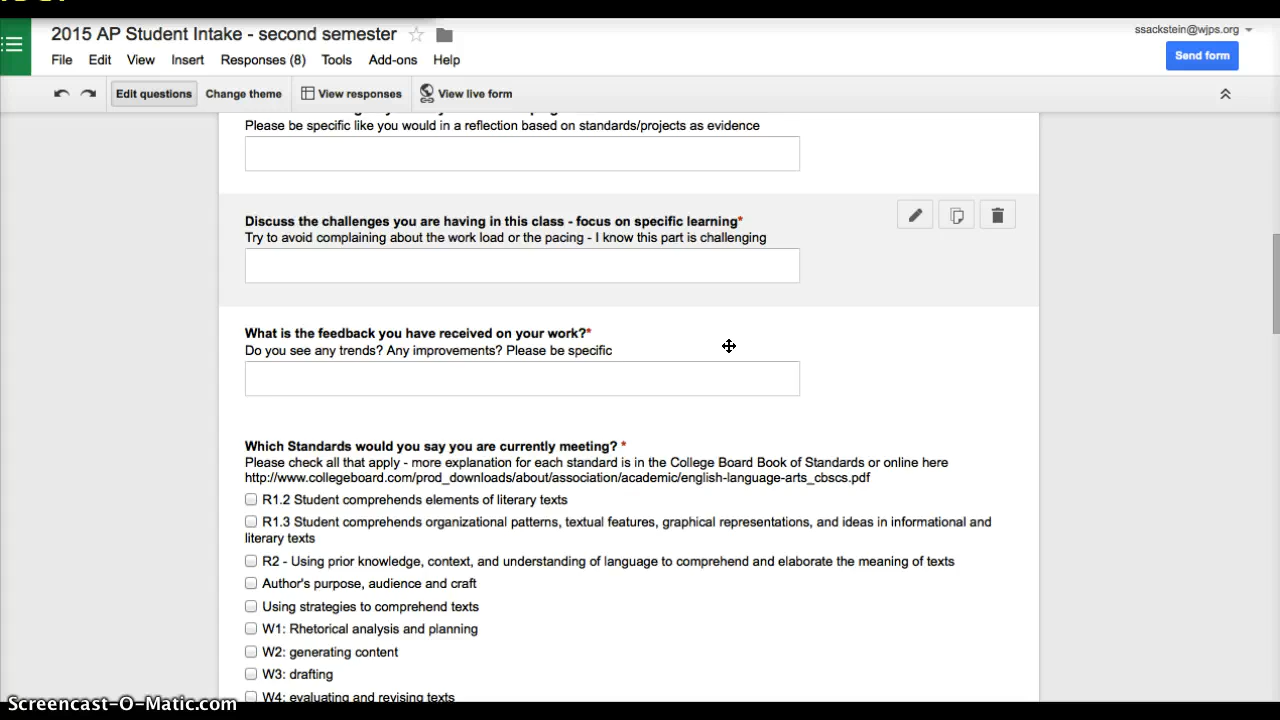 2015 AP Student Intake - second semester
ssackstein@wjps.org
File Edit View Insert Responses (8) Tools Add-ons Help
Send form
Edit questions Change theme View responses View live form
Please be specific like you would in a reflection based on standards/projects as evidence
Discuss the challenges you are having in this class - focus on specific learning*
Try to avoid complaining about the work load or the pacing - I know this part is challenging
What is the feedback you have received on your work?*
Do you see any trends? Any improvements? Please be specific
Which Standards would you say you are currently meeting? *
Please check all that apply - more explanation for each standard is in the College Board Book of Standards or online here
http://www.collegeboard.com/prod_downloads/about/association/academic/english-language-arts_cbscs.pdf
R1.2 Student comprehends elements of literary texts
R1.3 Student comprehends organizational patterns, textual features, graphical representations, and ideas in informational and
literary texts
R2 - Using prior knowledge, context, and understanding of language to comprehend and elaborate the meaning of texts
Author's purpose, audience and craft
Using strategies to comprehend texts
W1: Rhetorical analysis and planning
W2: generating content
W3: drafting
W4: evaluating and revising texts
Screencast-O-Matic.com